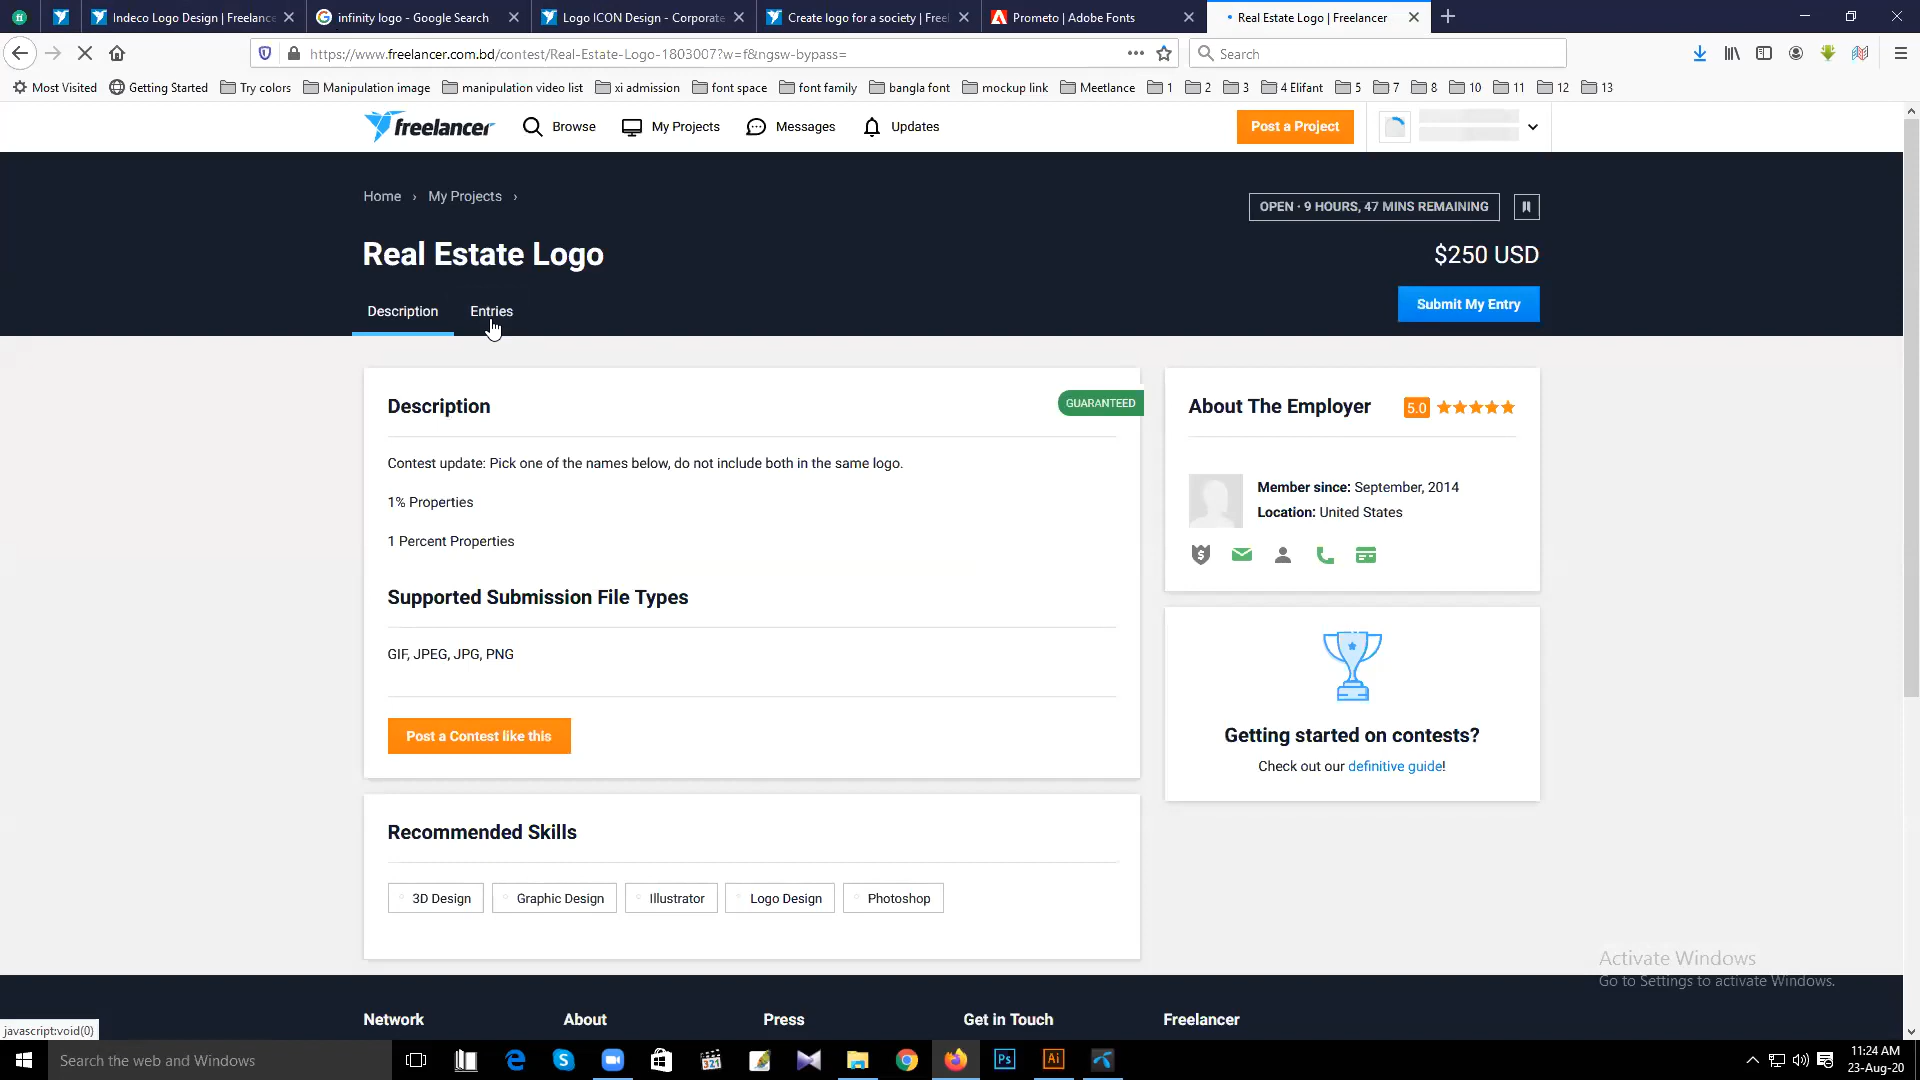 Indeco Logo Design | Freelance
infinity logo - Google Search
Logo ICON Design - Corporate
Create logo for a society | Free
Prometo | Adobe Fonts
Real Estate Logo | Freelancer
https://www.freelancer.com.bd/contest/Real-Estate-Logo-1803007?w=f&ngsw-bypass=
Search
Most Visited
Getting Started
Try colors
Manipulation image
manipulation video list
xi admission
font space
font family
bangla font
mockup link
Meetlance
1
2
3
4 Elifant
5
7
8
10
11
12
13
freelancer
Browse
My Projects
Messages
Updates
Post a Project
Home › My Projects ›
OPEN · 9 HOURS, 47 MINS REMAINING
Real Estate Logo
$250 USD
Description
Entries
Submit My Entry
Description
GUARANTEED
Contest update: Pick one of the names below, do not include both in the same logo.
1% Properties
1 Percent Properties
Supported Submission File Types
GIF, JPEG, JPG, PNG
Post a Contest like this
About The Employer
5.0
Member since: September, 2014
Location: United States
Getting started on contests?
Check out our definitive guide!
Recommended Skills
3D Design
Graphic Design
Illustrator
Logo Design
Photoshop
Activate Windows
Go to Settings to activate Windows.
Network
About
Press
Get in Touch
Freelancer
javascript:void(0)
Search the web and Windows
321
Ps
Ai
11:24 AM
23-Aug-20